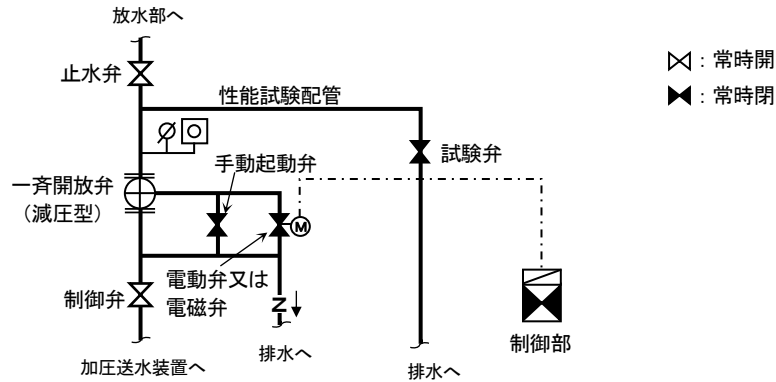 放水部へ
止水弁
：常時開
：常時閉
性能試験配管
試験弁
手動起動弁
一斉開放弁
（減圧型）
M
電動弁又は
電磁弁
制御弁
制御部
排水へ
加圧送水装置へ
排水へ